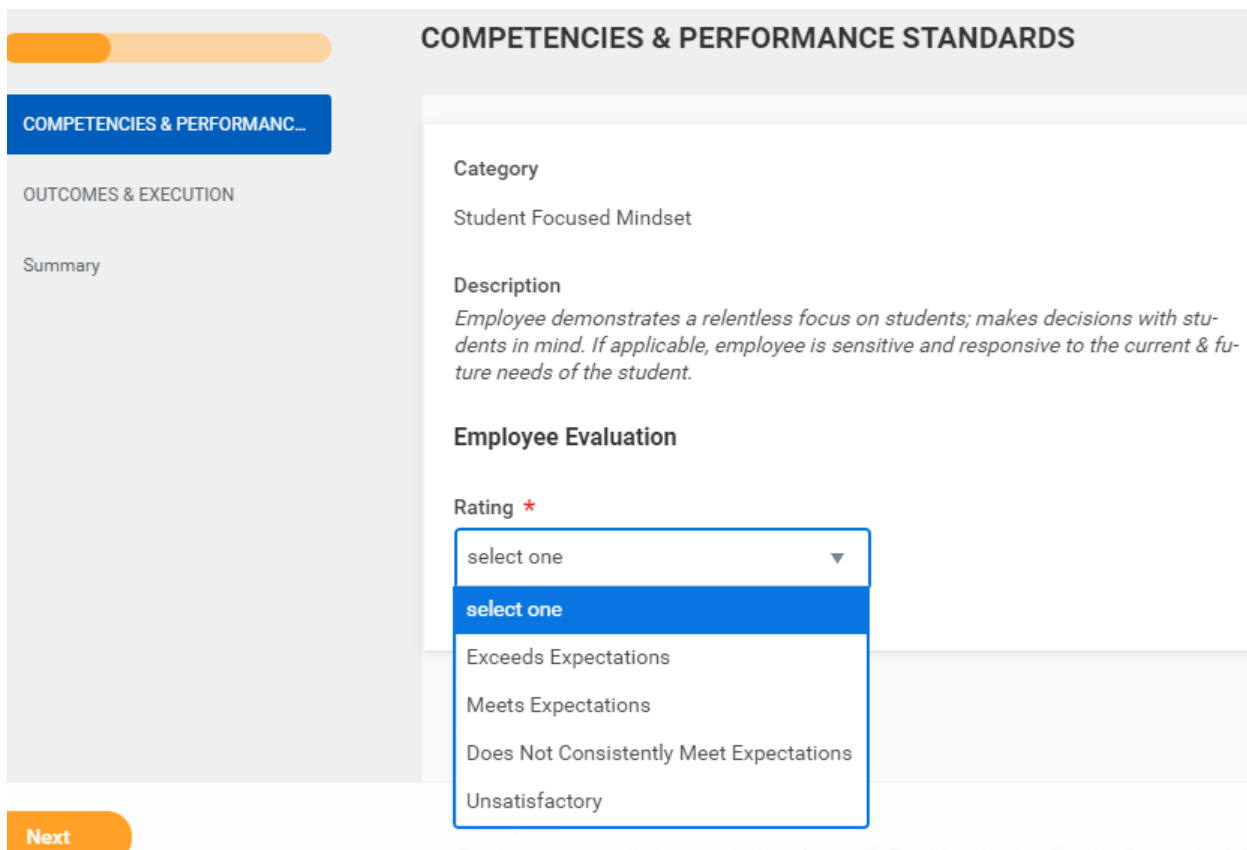 COMPETENCIES & PERFORMANCE STANDARDS
COMPETENCIES & PERFORMANC...
OUTCOMES & EXECUTION
Summary
Category
Student Focused Mindset
Description
Employee demonstrates a relentless focus on students; makes decisions with stu-
dents in mind. If applicable, employee is sensitive and responsive to the current & fu-
ture needs of the student.
Employee Evaluation
Rating *
select one
select one
Exceeds Expectations
Meets Expectations
Does Not Consistently Meet Expectations
Unsatisfactory
Next